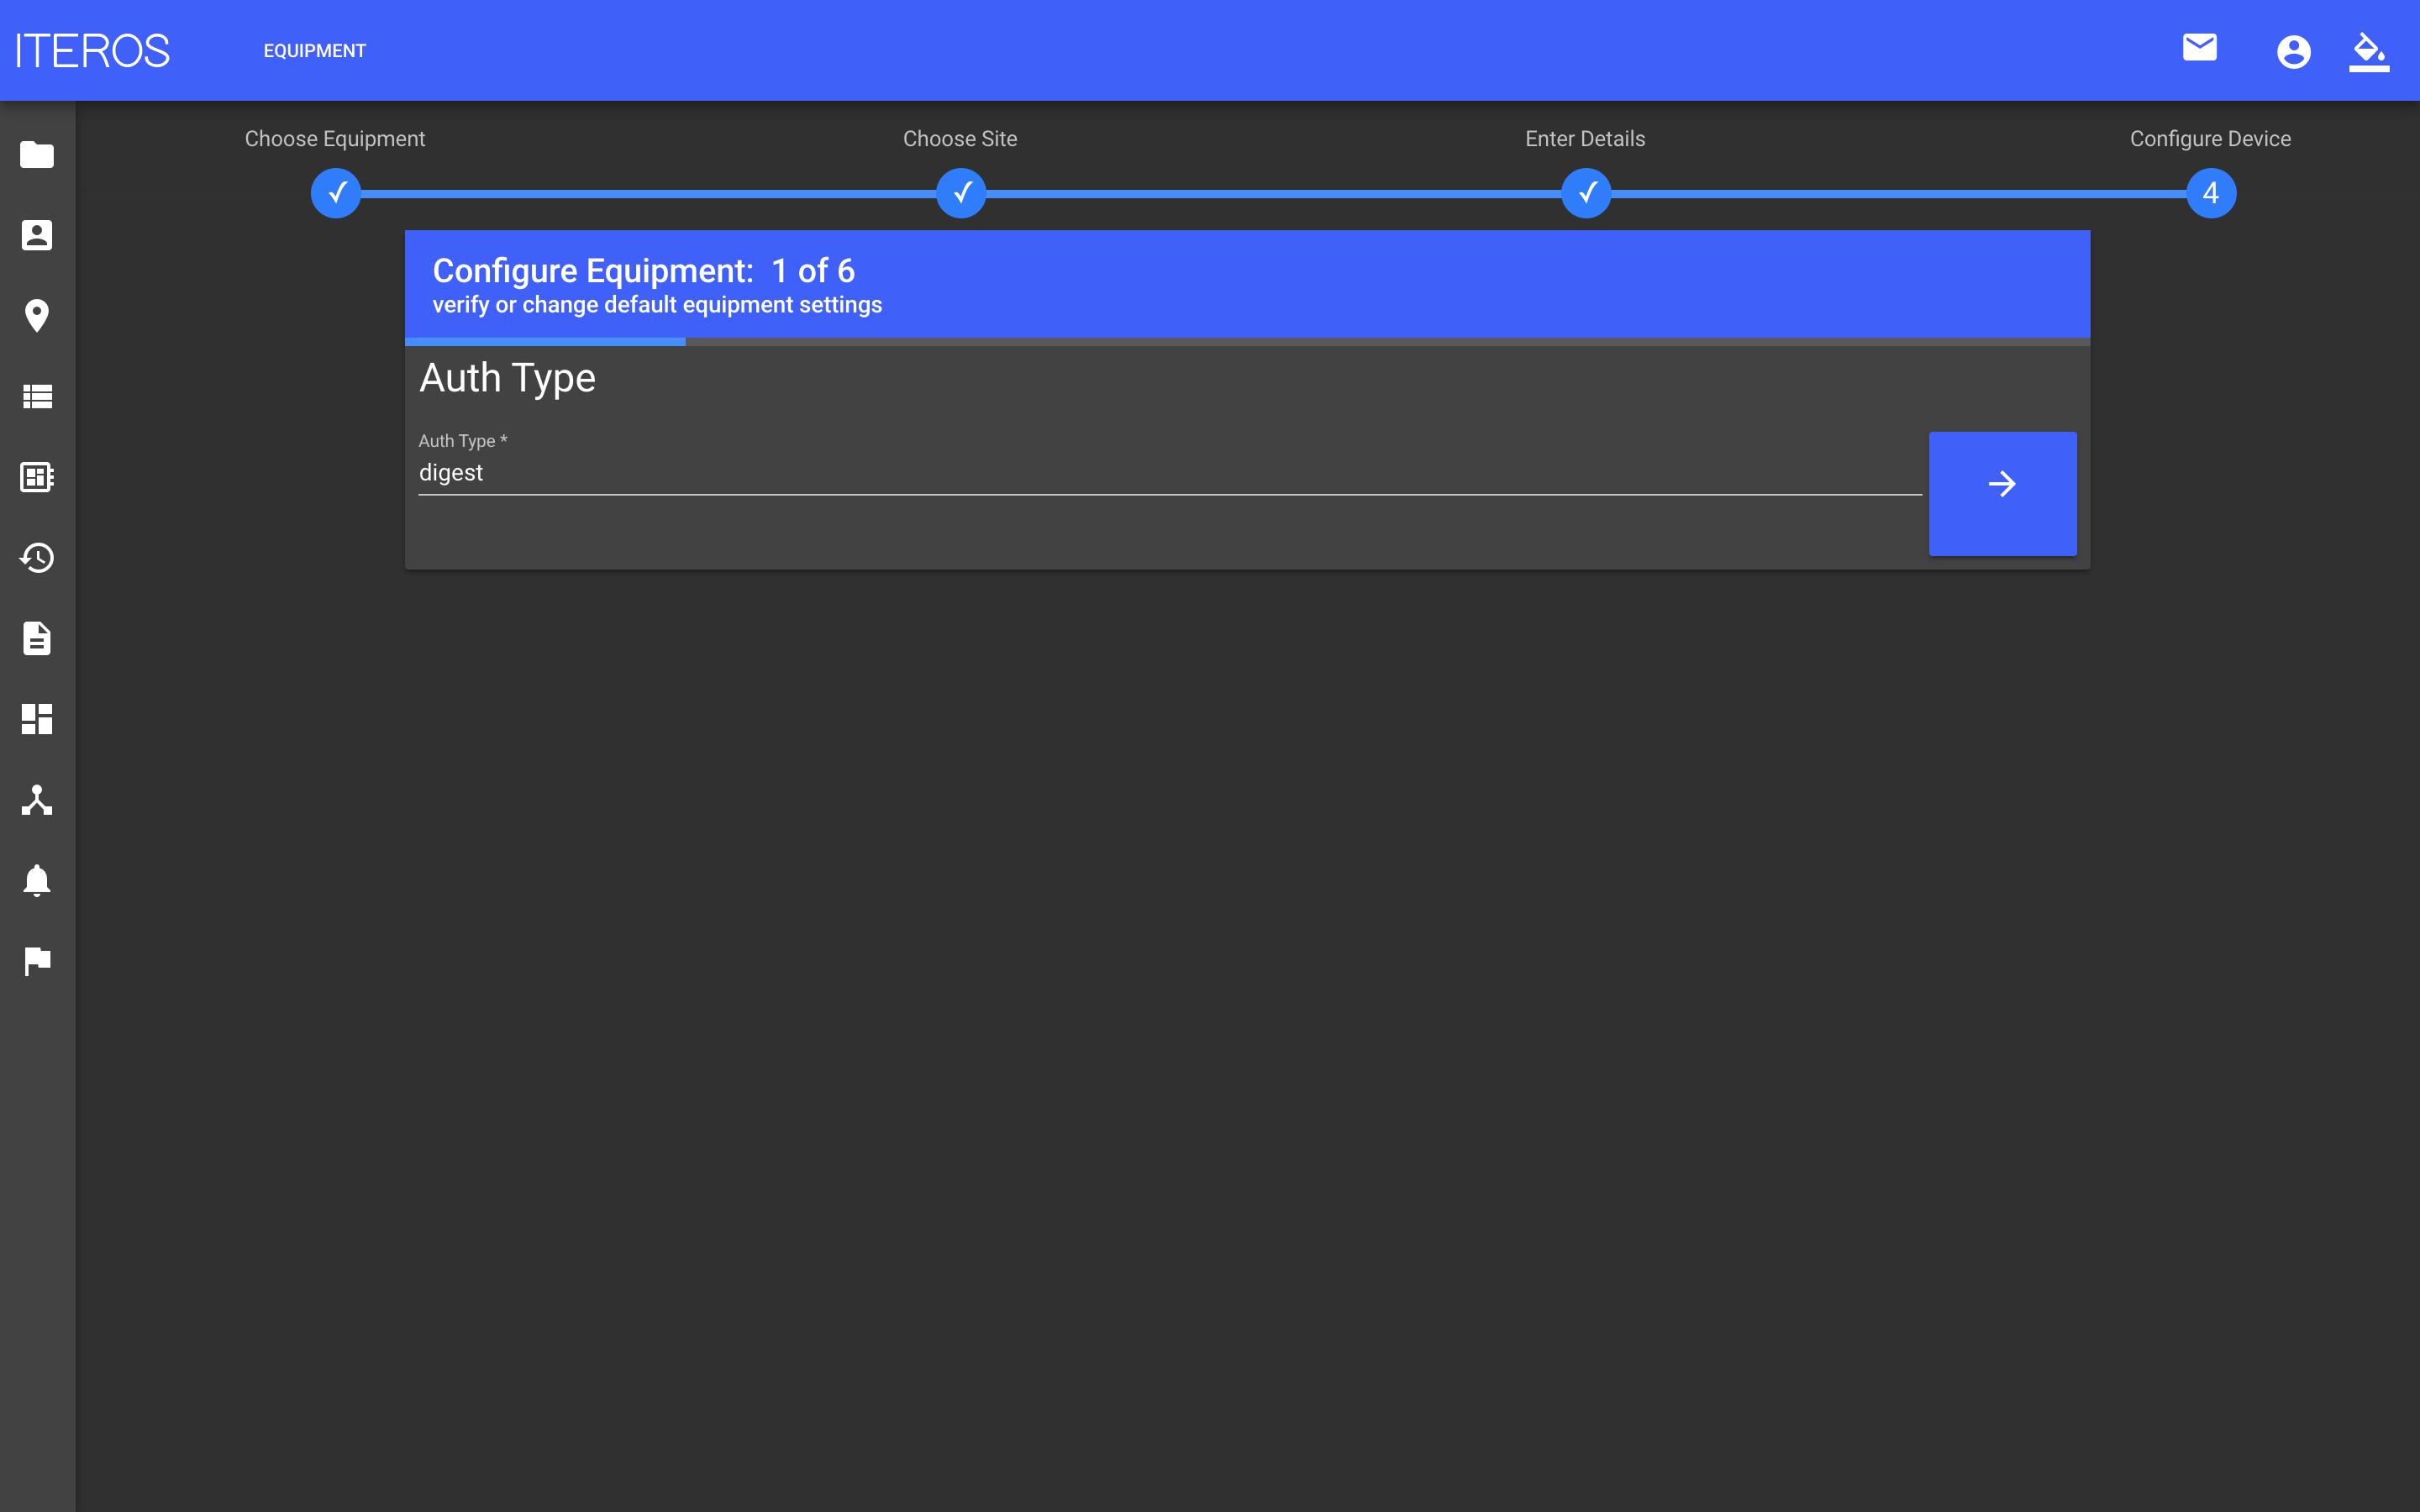 ITEROS
EQUIPMENT
Choose Equipment
Choose Site
Enter Details
Configure Device
4
Configure Equipment: 1 of 6
verify or change default equipment settings
Auth Type
Auth Type *
digest